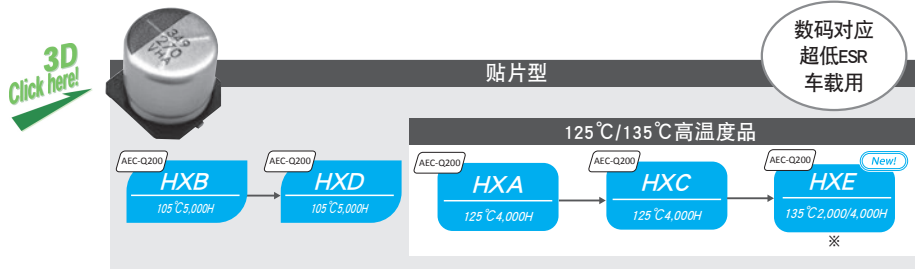 3D
Click here!
349
270
VHA
贴片型
数码对应
超低ESR
车载用
125℃/135℃高温度品
AEC-Q200
HXB
105℃5,000H
AEC-Q200
HXD
105℃5,000H
AEC-Q200
HXA
125℃4,000H
AEC-Q200
HXC
125℃4,000H
AEC-Q200
New!
HXE
135℃2,000/4,000H
※